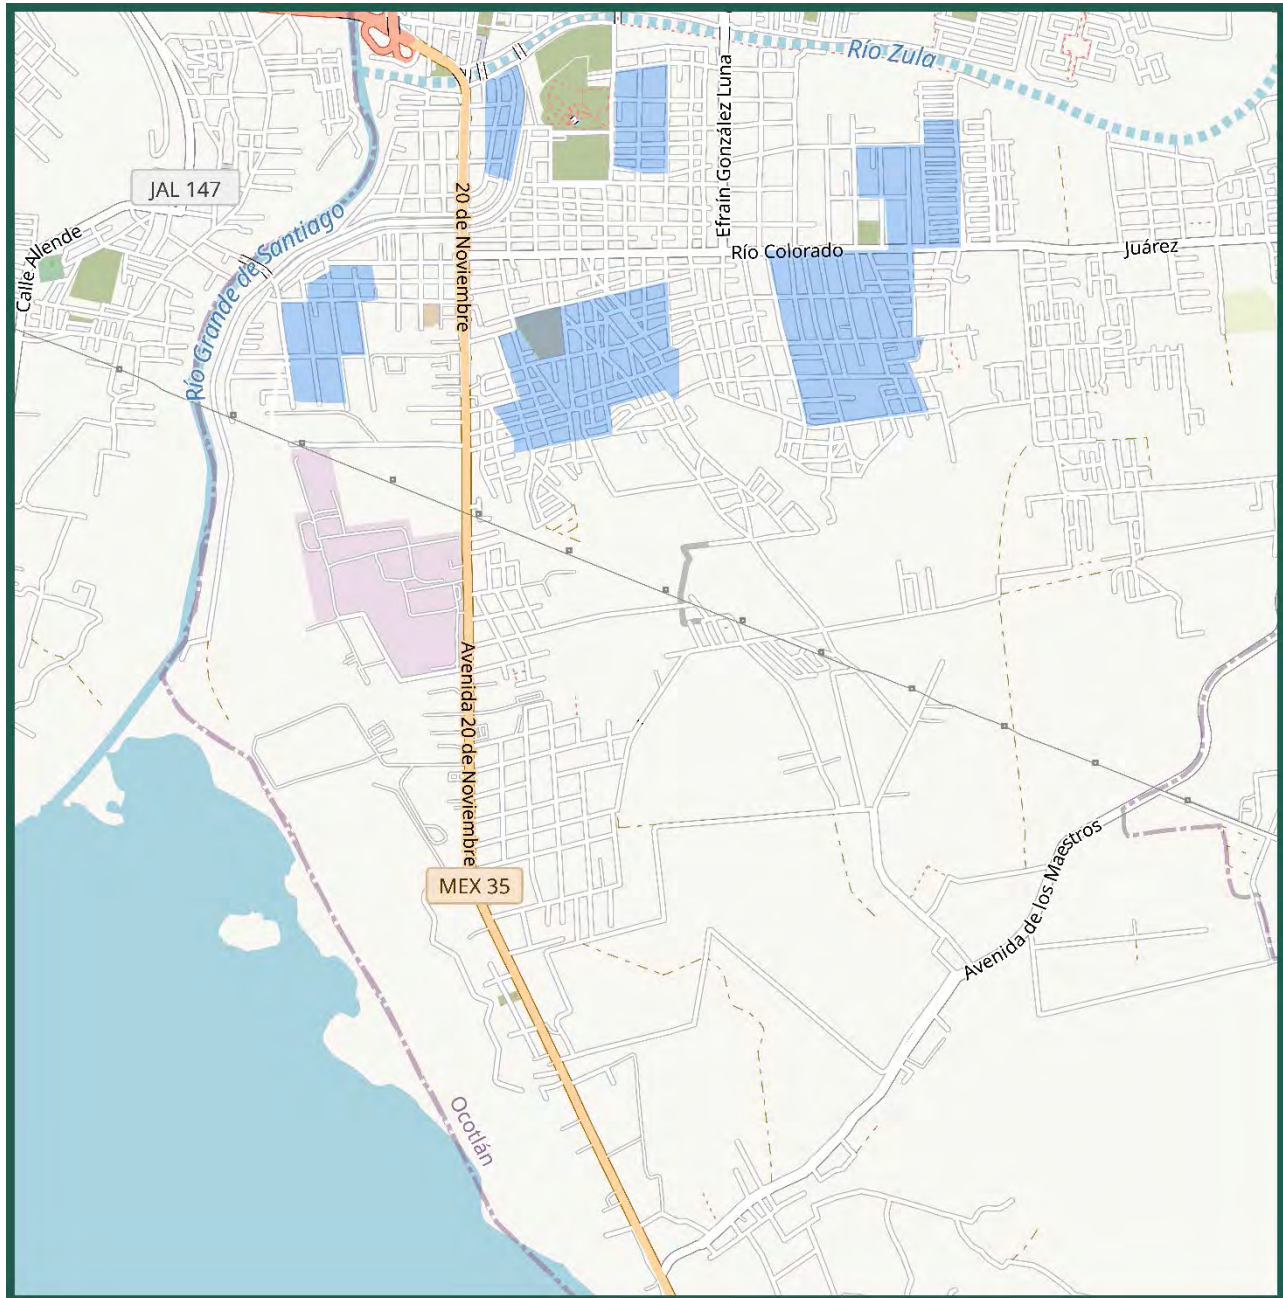 Río Zula
Efraín González Luna
JAL 147
20 de Noviembre
Río Grande de Santiago
Calle Allende
Río Colorado
Juárez
Avenida 20 de Noviembre
MEX 35
Avenida de los Maestros
Ocotlán